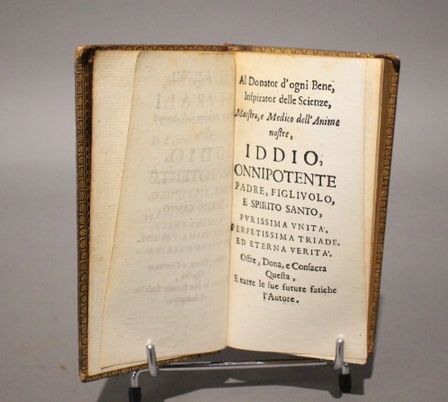 Al Donator d'ogni Bene,
Inspirator delle Scienze,
Maestro, e Medico dell'Anime
nostre,
IDDIO,
ONNIPOTENTE
PADRE, FIGLIVOLO,
E SPIRITO SANTO,
PVRISSIMA VNITA',
PERFETISSIMA TRIADE,
ED ETERNA VERITA',
Offre, Dona, e Consacra
Questa,
E tutte le sue future fatiche
l'Autore.